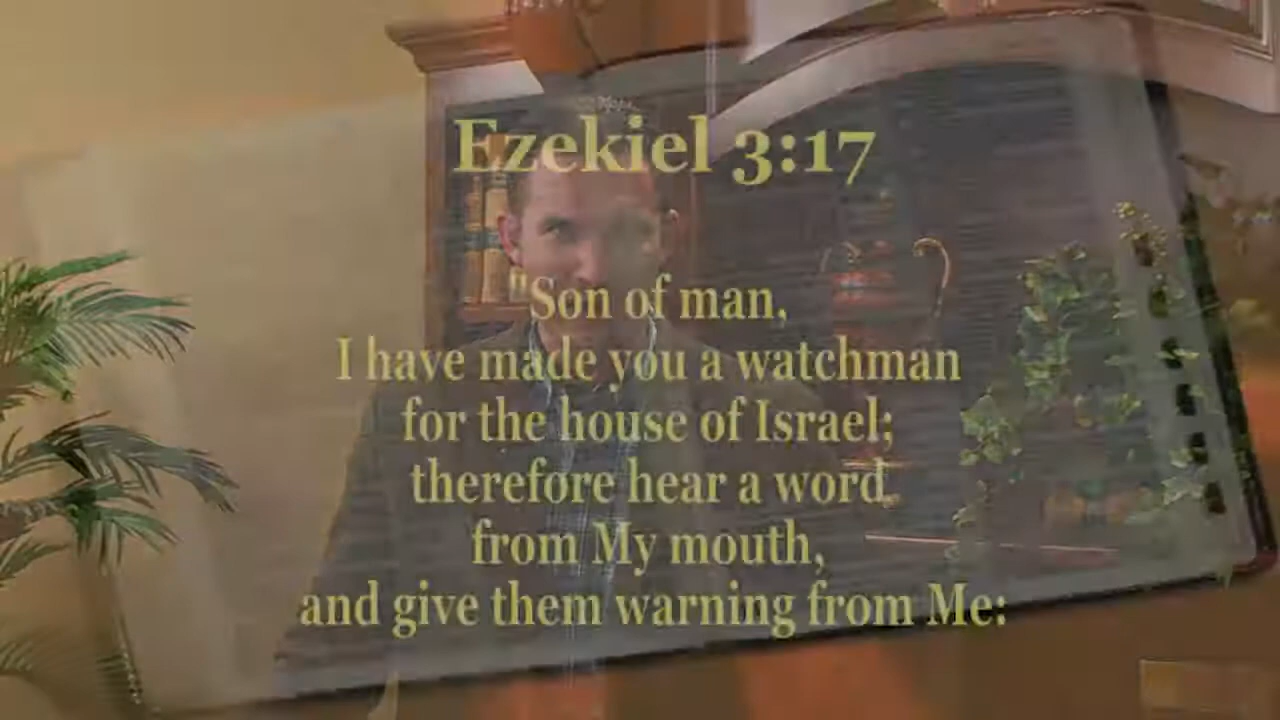 Ezekiel 3:17
"Son of man,
I have made you a watchman
for the house of Israel;
therefore hear a word
from My mouth,
and give them warning from Me: